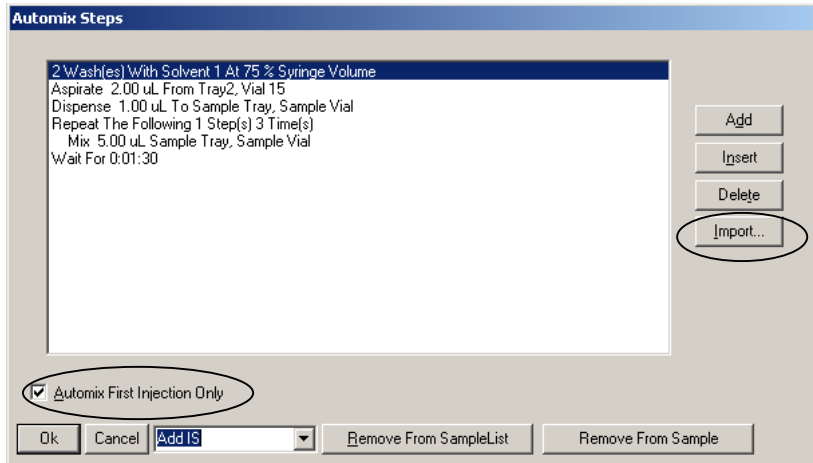 Automix Steps
2 Wash(es) With Solvent 1 At 75 % Syringe Volume
Aspirate 2.00 uL From Tray2, Vial 15
Dispense 1.00 uL To Sample Tray, Sample Vial
Repeat The Following 1 Step(s) 3 Time(s)
Mix 5.00 uL Sample Tray, Sample Vial
Wait For 0:01:30
Add
Insert
Delete
Import...
Automix First Injection Only
Ok Cancel Add IS Remove From SampleList Remove From Sample